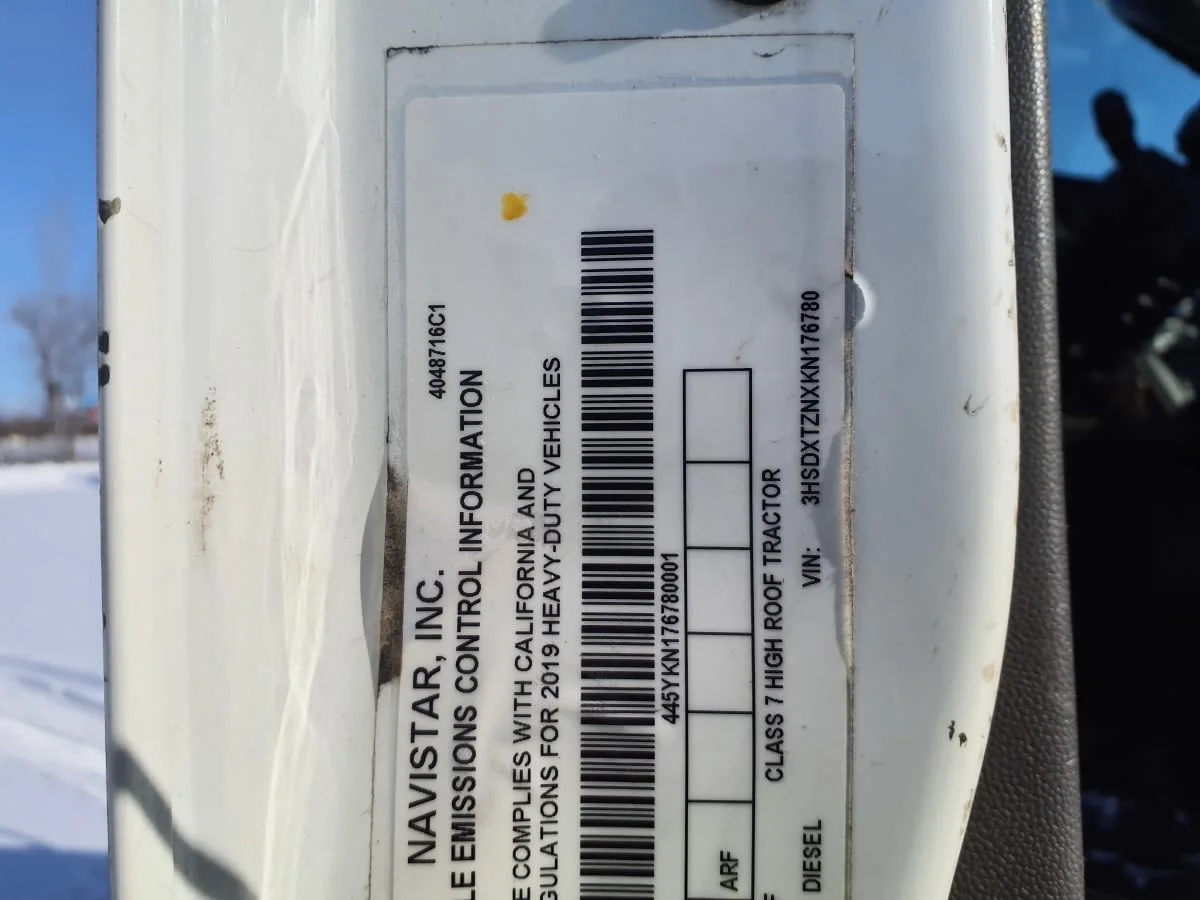 4048716C1
NAVISTAR, INC.
LE EMISSIONS CONTROL INFORMATION
E COMPLIES WITH CALIFORNIA AND
GULATIONS FOR 2019 HEAVY-DUTY VEHICLES
445YKN176780001
ARF
CLASS 7 HIGH ROOF TRACTOR
DIESEL VIN: 3HSDXTZNXKN176780